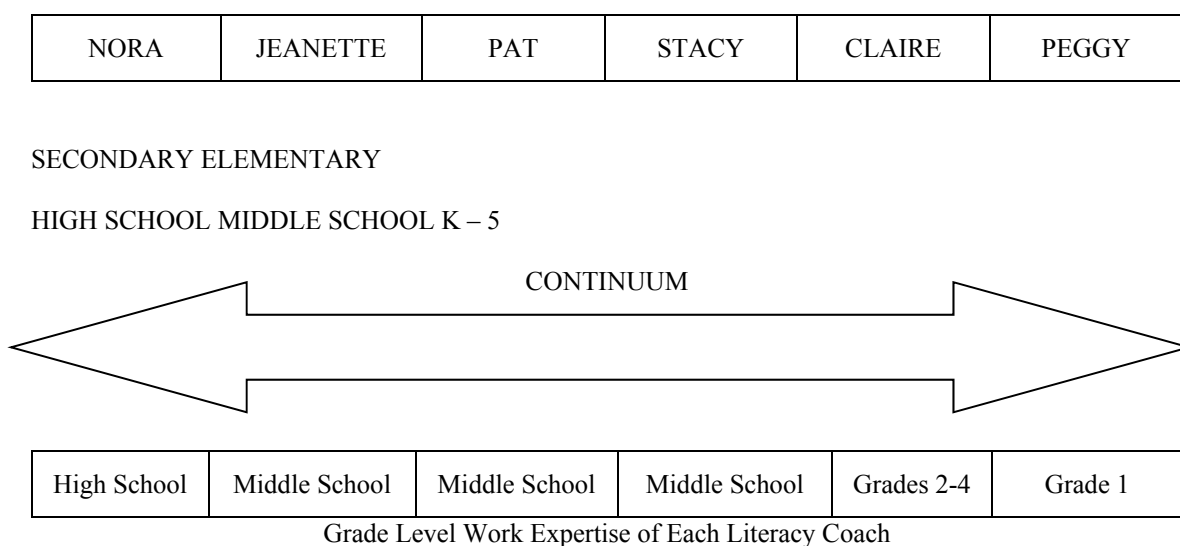 NORA JEANETTE PAT STACY CLAIRE PEGGY
SECONDARY ELEMENTARY
HIGH SCHOOL MIDDLE SCHOOL K – 5
CONTINUUM
High School Middle School Middle School Middle School Grades 2-4 Grade 1
Grade Level Work Expertise of Each Literacy Coach